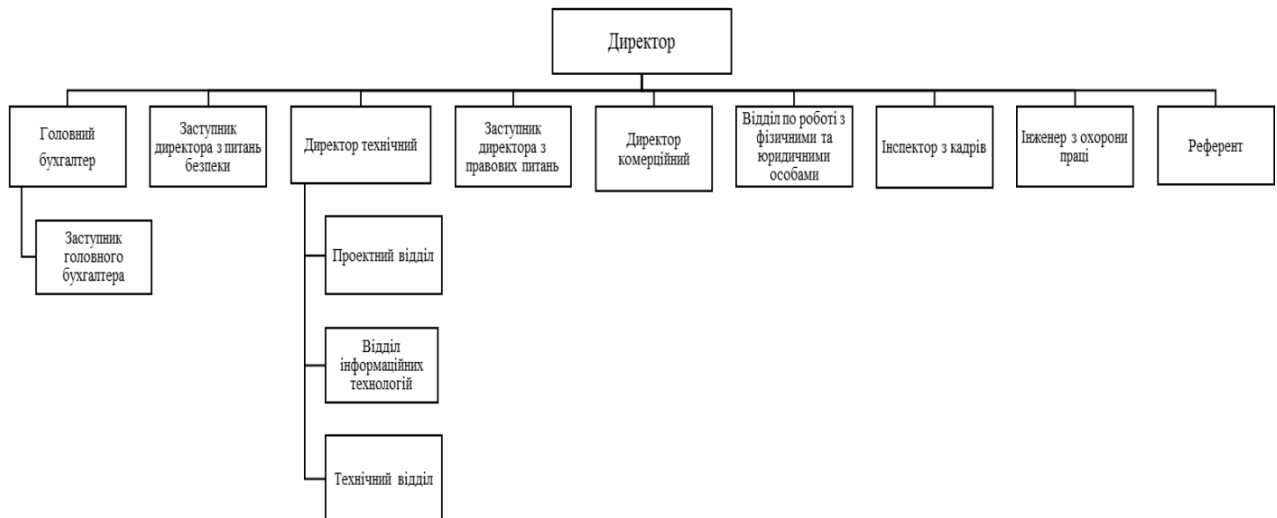 Директор
Головний
бухгалтер
Заступник
директора з питань
безпеки
Директор технічний
Заступник
директора з
правових питань
Директор
комерційний
Відділ по роботі з
фізичними та
юридичними
особами
Інспектор з кадрів
Інженер з охорони
праці
Референт
Заступник
головного
бухгалтера
Проектний відділ
Відділ
інформаційних
технологій
Технічний відділ